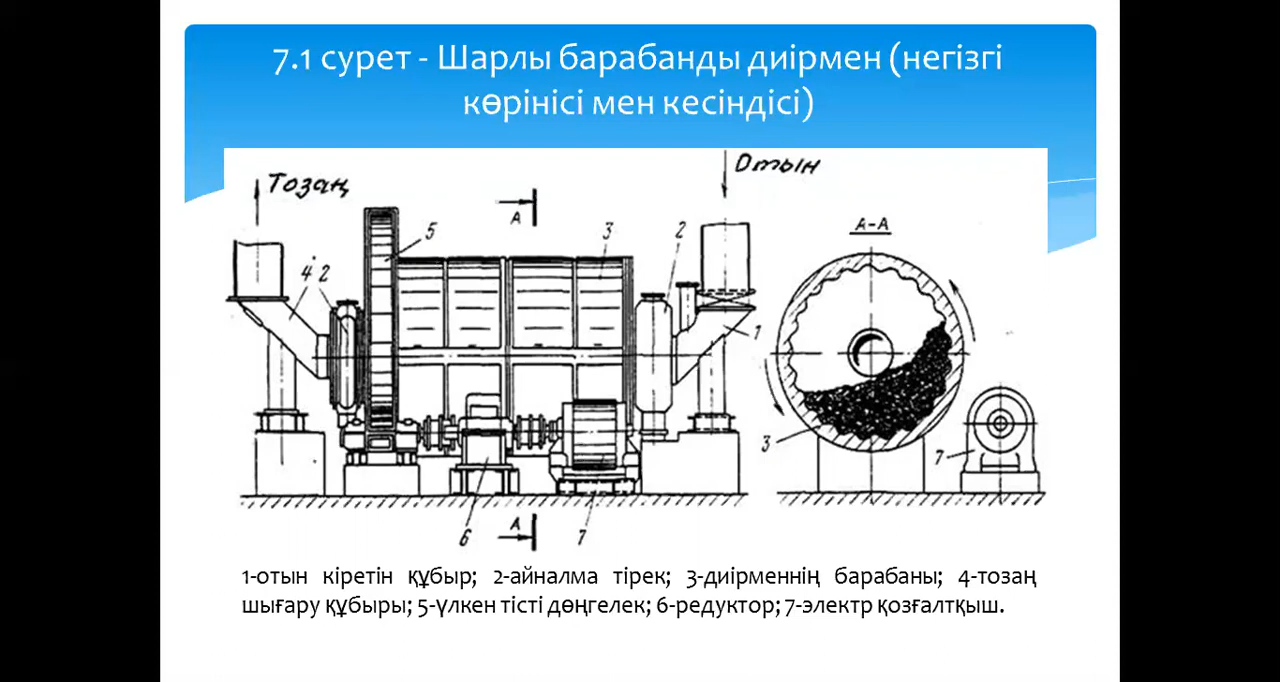 7.1 сурет - Шарлы барабанды диірмен (негізгі
көрінісі мен кесіндісі)
Тозаң
Отын
А
А-А
5
3
2
4 2
1
3
7
6
А
7
1-отын кіретін құбыр; 2-айналма тірек; 3-диірменнің барабаны; 4-тозаң
шығару құбыры; 5-үлкен тісті дөңгелек; 6-редуктор; 7-электр қозғалтқыш.